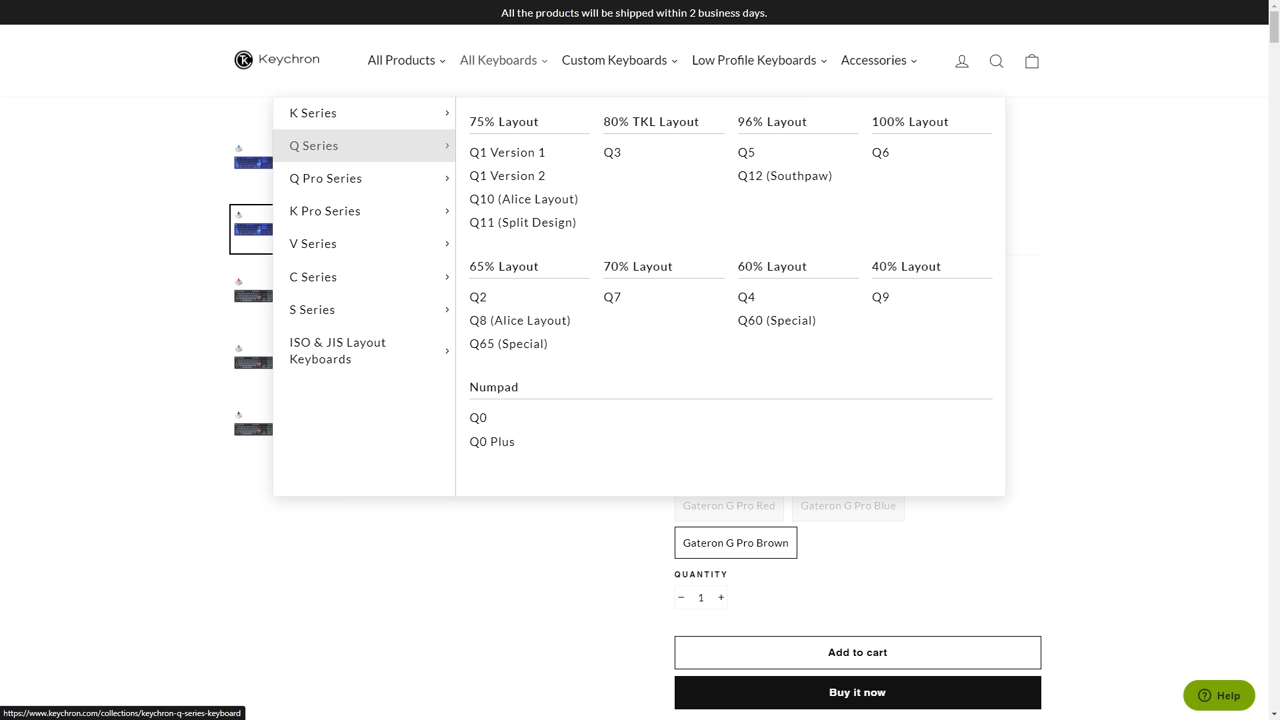 All the products will be shipped within 2 business days.
Keychron
All Products
All Keyboards
Custom Keyboards
Low Profile Keyboards
Accessories
K Series
Q Series
Q Pro Series
K Pro Series
V Series
C Series
S Series
ISO & JIS Layout
Keyboards
75% Layout
Q1 Version 1
Q1 Version 2
Q10 (Alice Layout)
Q11 (Split Design)
80% TKL Layout
Q3
96% Layout
Q5
Q12 (Southpaw)
100% Layout
Q6
65% Layout
Q2
Q8 (Alice Layout)
Q65 (Special)
70% Layout
Q7
60% Layout
Q4
Q60 (Special)
40% Layout
Q9
Numpad
Q0
Q0 Plus
Gateron G Pro Red
Gateron G Pro Blue
Gateron G Pro Brown
QUANTITY
− 1 +
Add to cart
Buy it now
Help
https://www.keychron.com/collections/keychron-q-series-keyboard